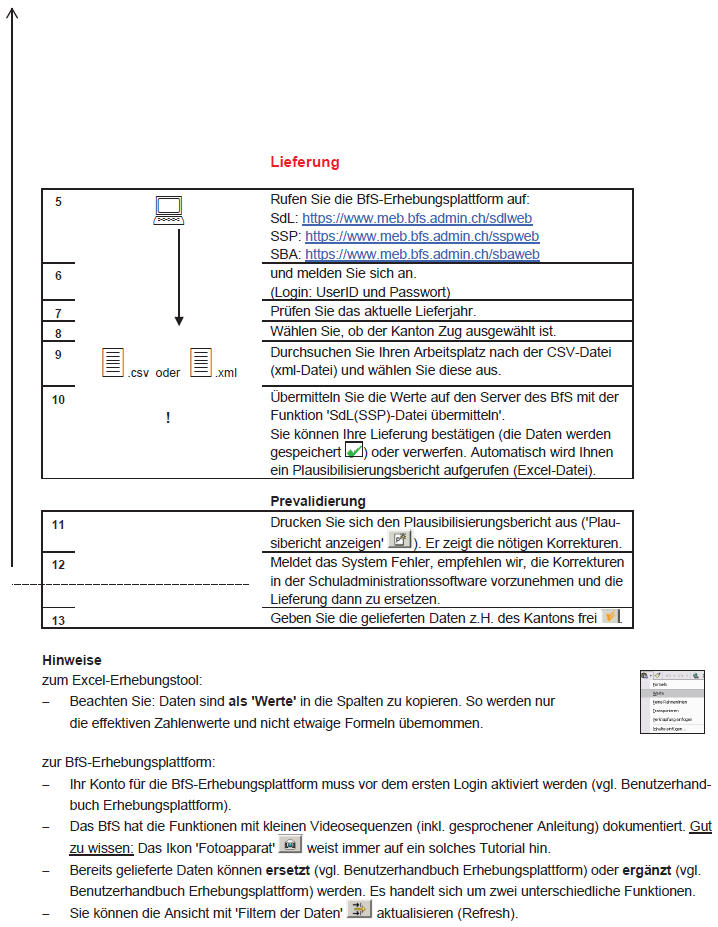 Lieferung
5
Rufen Sie die BfS-Erhebungsplattform auf:
SdL: https://www.meb.bfs.admin.ch/sdlweb
SSP: https://www.meb.bfs.admin.ch/sspweb
SBA: https://www.meb.bfs.admin.ch/sbaweb
6
und melden Sie sich an.
(Login: UserID und Passwort)
7
Prüfen Sie das aktuelle Lieferjahr.
8
Wählen Sie, ob der Kanton Zug ausgewählt ist.
9
.csv oder .xml
Durchsuchen Sie Ihren Arbeitsplatz nach der CSV-Datei
(xml-Datei) und wählen Sie diese aus.
10
!
Übermitteln Sie die Werte auf den Server des BfS mit der
Funktion 'SdL(SSP)-Datei übermitteln'.
Sie können Ihre Lieferung bestätigen (die Daten werden
gespeichert ) oder verwerfen. Automatisch wird Ihnen
ein Plausibilisierungsbericht aufgerufen (Excel-Datei).
Prevalidierung
11
Drucken Sie sich den Plausibilisierungsbericht aus ('Plau-
sibericht anzeigen' ). Er zeigt die nötigen Korrekturen.
12
Meldet das System Fehler, empfehlen wir, die Korrekturen
in der Schuladministrationssoftware vorzunehmen und die
Lieferung dann zu ersetzen.
13
Geben Sie die gelieferten Daten z.H. des Kantons frei .
Hinweise
zum Excel-Erhebungstool:
– Beachten Sie: Daten sind als 'Werte' in die Spalten zu kopieren. So werden nur
die effektiven Zahlenwerte und nicht etwaige Formeln übernommen.
Formeln
Werte
Keine Rahmenlinien
Transponieren
Verknüpfung einfügen
Inhalte einfügen...
zur BfS-Erhebungsplattform:
– Ihr Konto für die BfS-Erhebungsplattform muss vor dem ersten Login aktiviert werden (vgl. Benutzerhand-
buch Erhebungsplattform).
– Das BfS hat die Funktionen mit kleinen Videosequenzen (inkl. gesprochener Anleitung) dokumentiert. Gut
zu wissen: Das Ikon 'Fotoapparat' weist immer auf ein solches Tutorial hin.
– Bereits gelieferte Daten können ersetzt (vgl. Benutzerhandbuch Erhebungsplattform) oder ergänzt (vgl.
Benutzerhandbuch Erhebungsplattform) werden. Es handelt sich um zwei unterschiedliche Funktionen.
– Sie können die Ansicht mit 'Filtern der Daten' aktualisieren (Refresh).